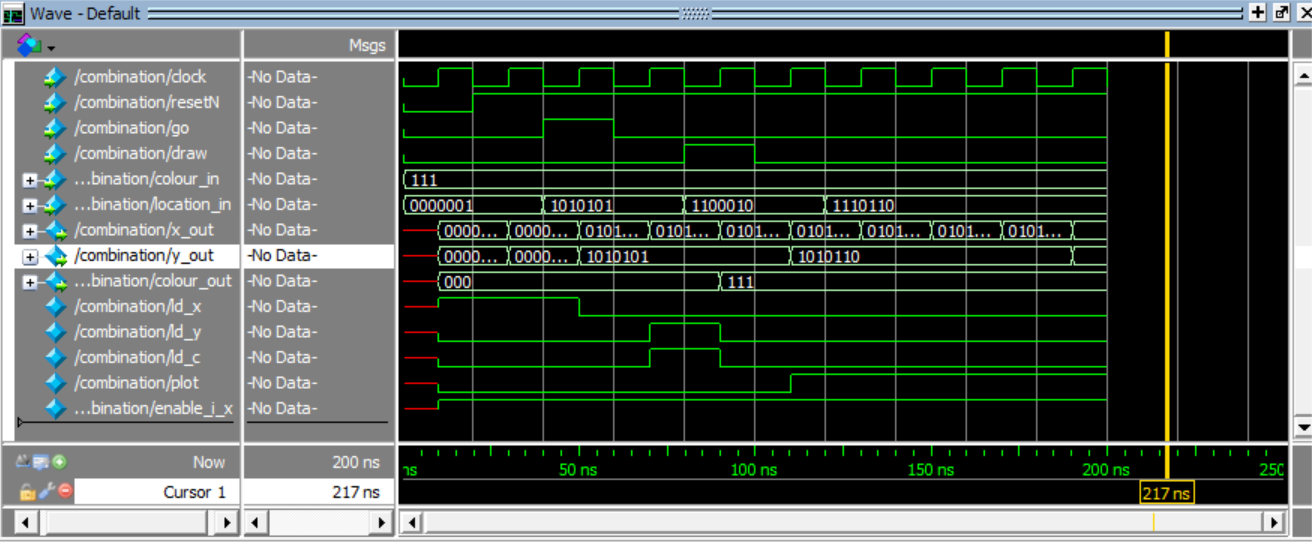 Wave - Default
Msgs
/combination/clock -No Data-
/combination/resetN -No Data-
/combination/go -No Data-
/combination/draw -No Data-
...bination/colour_in -No Data- 111
...bination/location_in -No Data- 0000001 1010101 1100010 1110110
/combination/x_out -No Data- 0000... 0000... 0101... 0101... 0101... 0101... 0101... 0101... 0101...
/combination/y_out -No Data- 0000... 0000... 1010101 1010110
...bination/colour_out -No Data- 000 111
/combination/ld_x -No Data-
/combination/ld_y -No Data-
/combination/ld_c -No Data-
/combination/plot -No Data-
...bination/enable_i_x -No Data-
Now 200 ns ns 50 ns 100 ns 150 ns 200 ns 250
Cursor 1 217 ns 217 ns